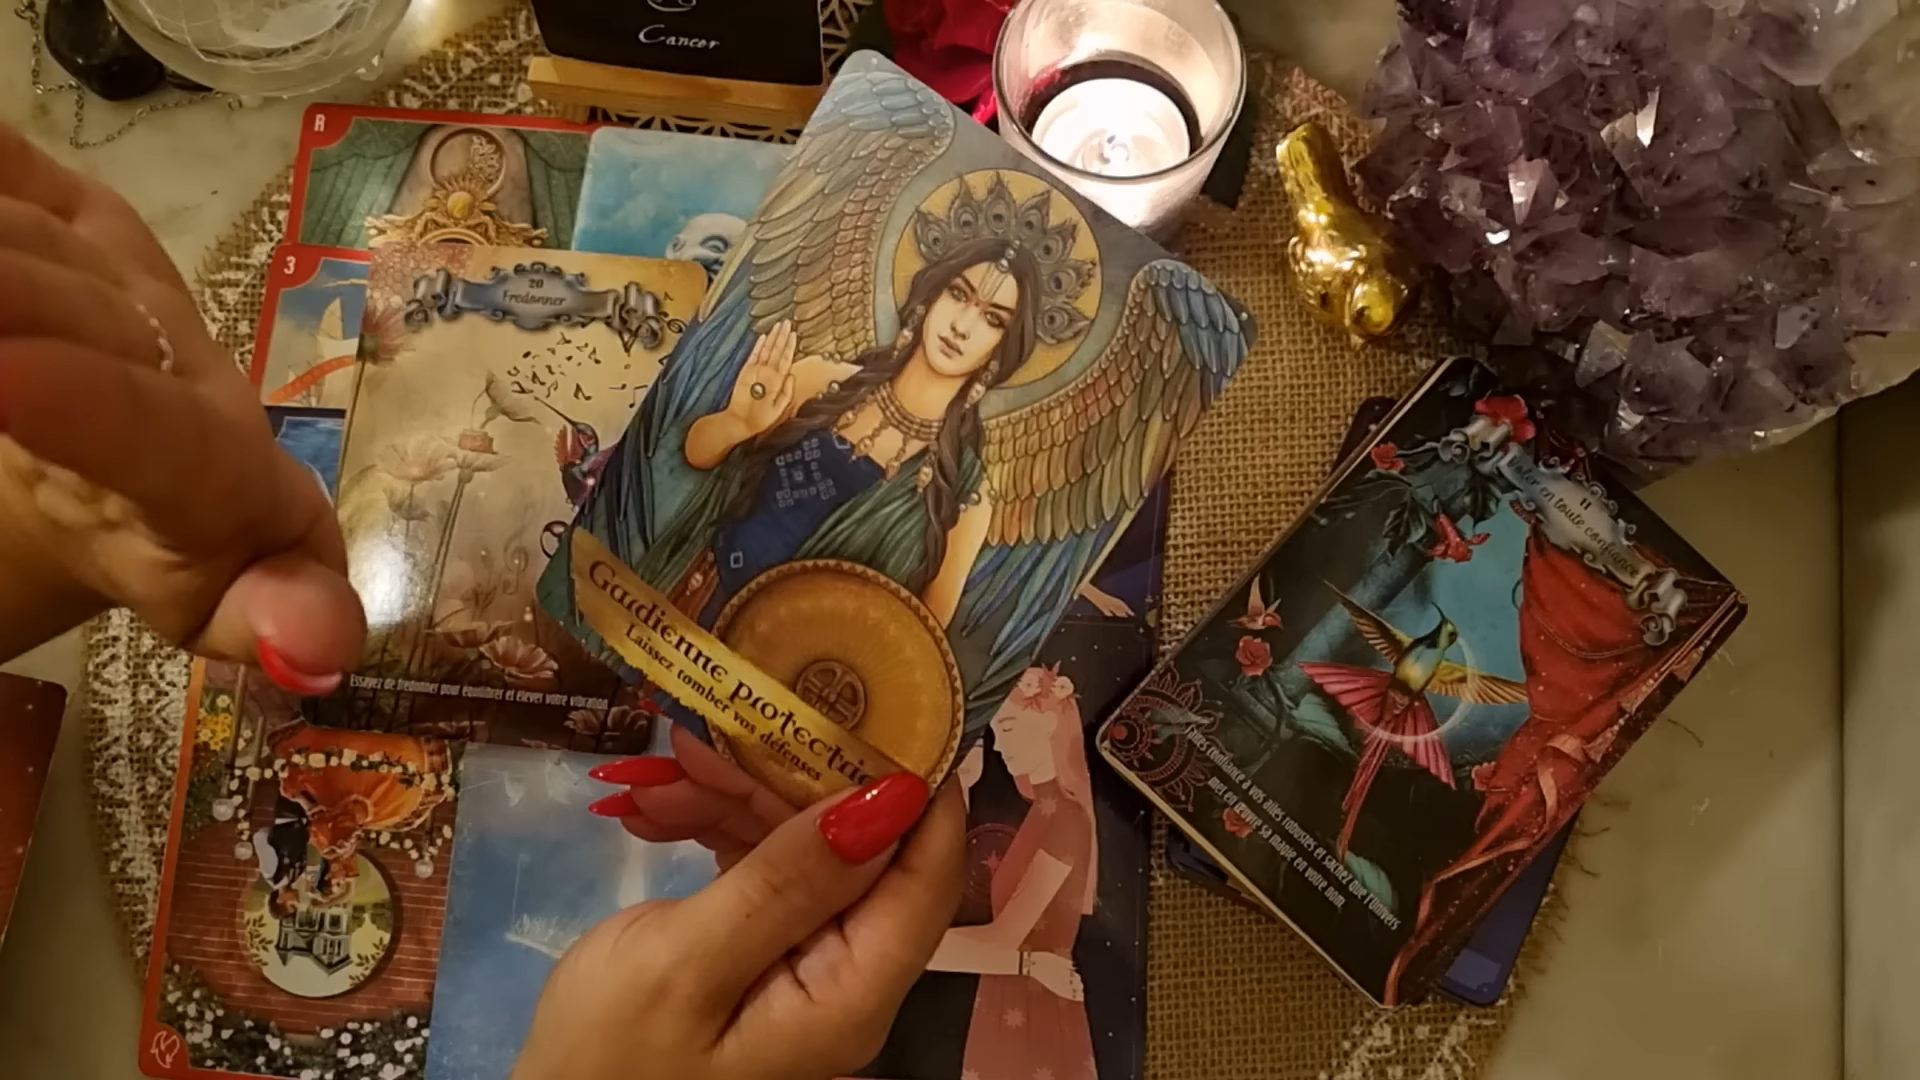 Cancer
R
3
20
Fredonner
Essayez de fredonner pour équilibrer et élever votre vibration.
Gardienne protectric
Laissez tomber vos défenses
11
en toute confiance
Faites confiance à vos ailes robustes et sachez que l'Univers
met en œuvre sa magie en votre nom.